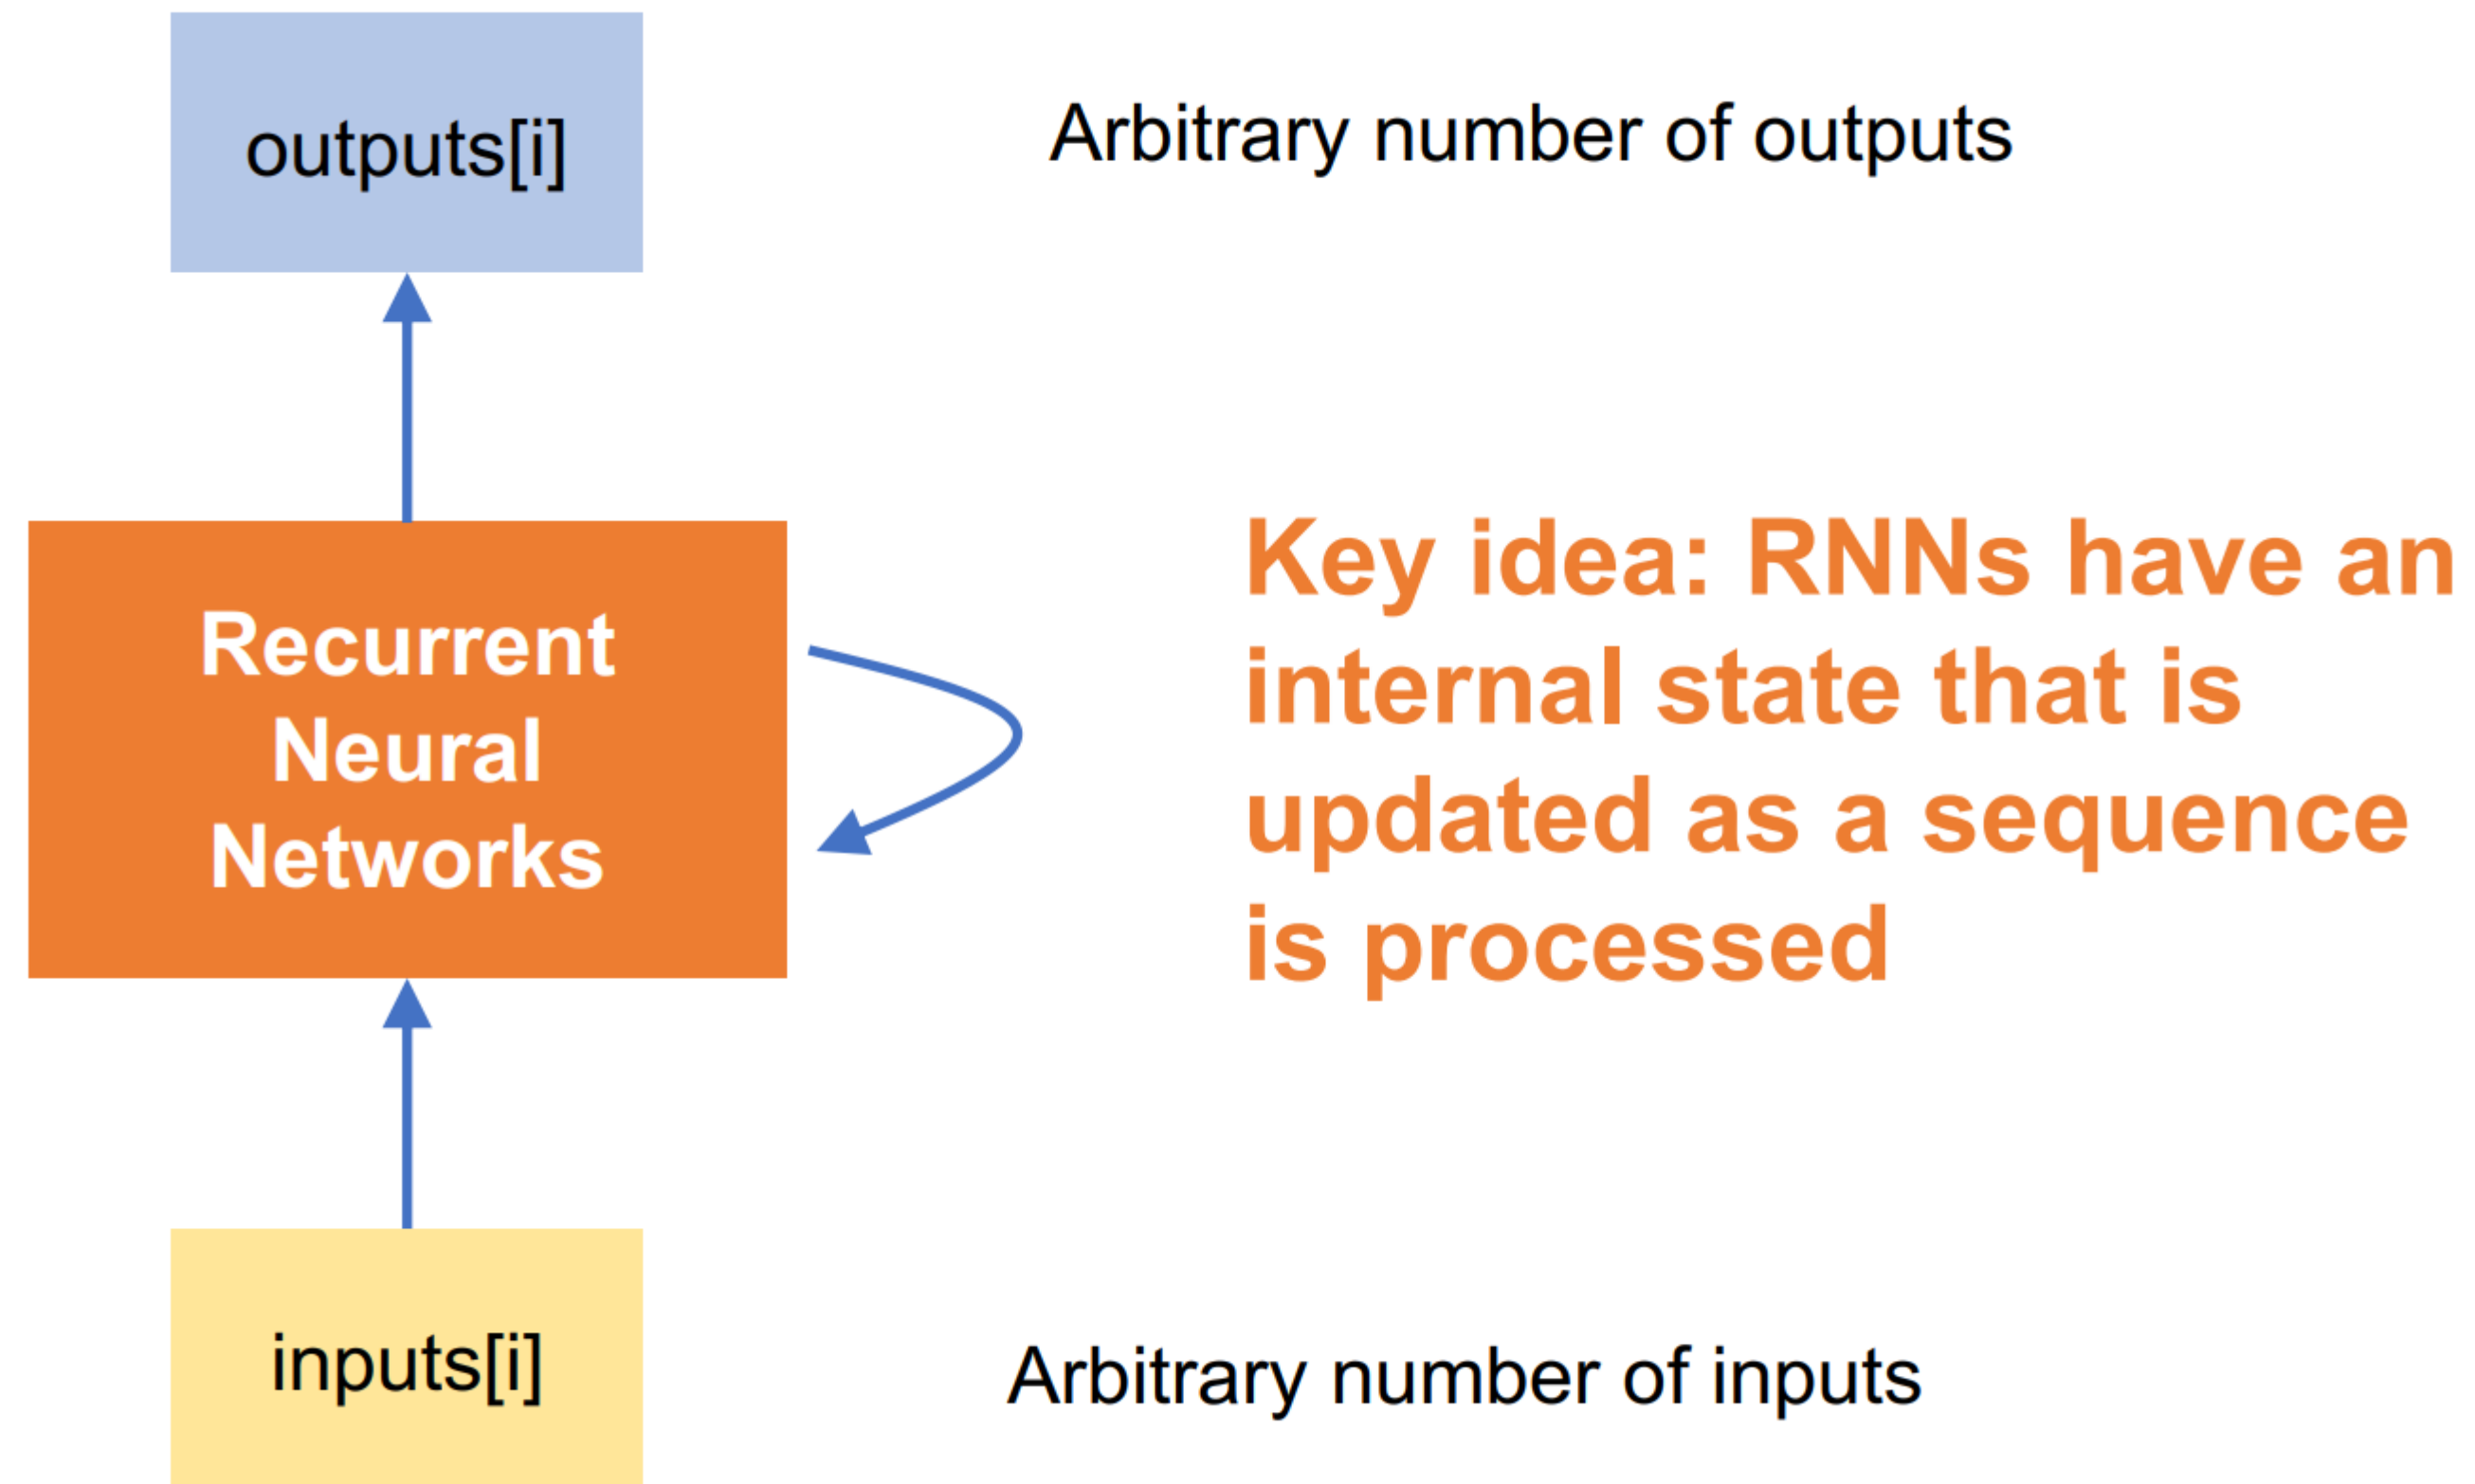 outputs[i]
Arbitrary number of outputs
Recurrent
Neural
Networks
Key idea: RNNs have an
internal state that is
updated as a sequence
is processed
inputs[i]
Arbitrary number of inputs